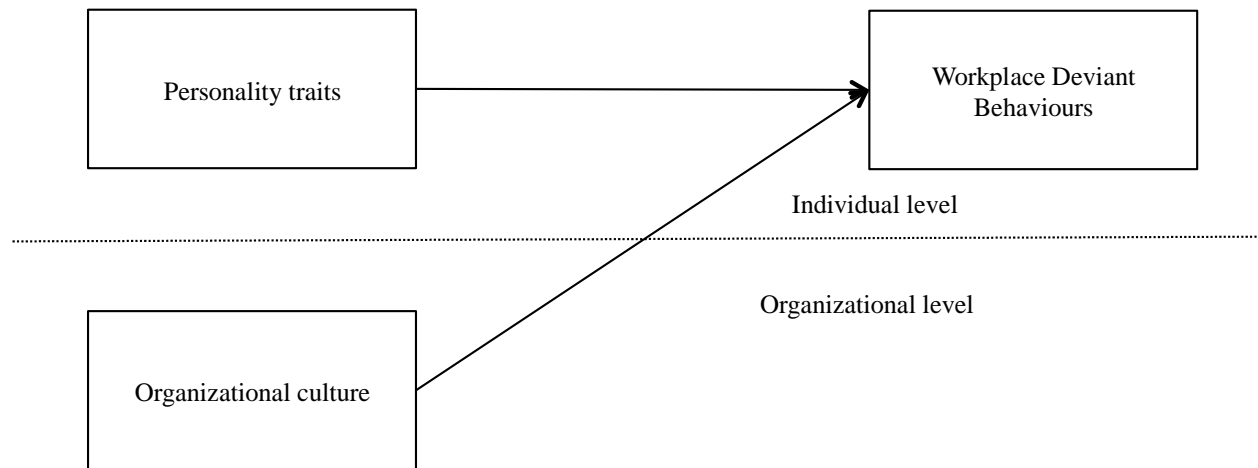 Personality traits
Workplace Deviant
Behaviours
Individual level
Organizational level
Organizational culture